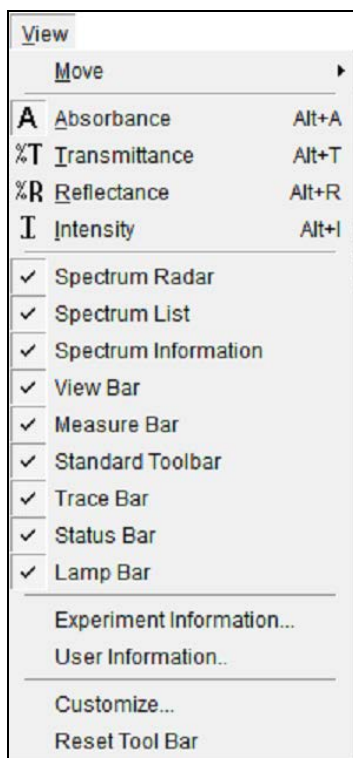 View
Move
A Absorbance Alt+A
%T Transmittance Alt+T
%R Reflectance Alt+R
I Intensity Alt+I
Spectrum Radar
Spectrum List
Spectrum Information
View Bar
Measure Bar
Standard Toolbar
Trace Bar
Status Bar
Lamp Bar
Experiment Information...
User Information..
Customize...
Reset Tool Bar